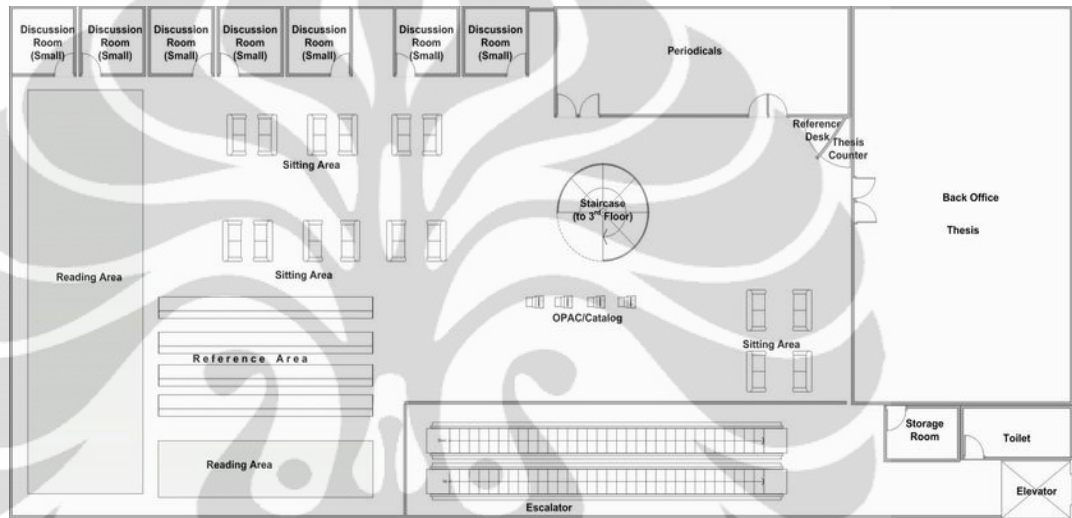 Discussion
Room
(Small)
Discussion
Room
(Small)
Discussion
Room
(Small)
Discussion
Room
(Small)
Discussion
Room
(Small)
Discussion
Room
(Small)
Discussion
Room
(Small)
Periodicals
Reference
Desk
Thesis
Counter
Sitting Area
Staircase
(to 3rd Floor)
Back Office
Thesis
Reading Area
Sitting Area
OPAC/Catalog
Sitting Area
Reference Area
Storage
Room
Toilet
Reading Area
Elevator
Escalator